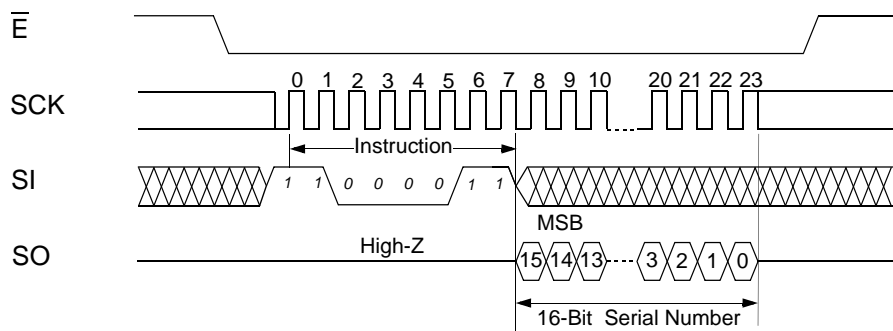 E
SCK
0 1 2 3 4 5 6 7 8 9 10 20 21 22 23
Instruction
SI
1 1 0 0 0 0 1 1
MSB
SO
High-Z
15 14 13 3 2 1 0
16-Bit Serial Number